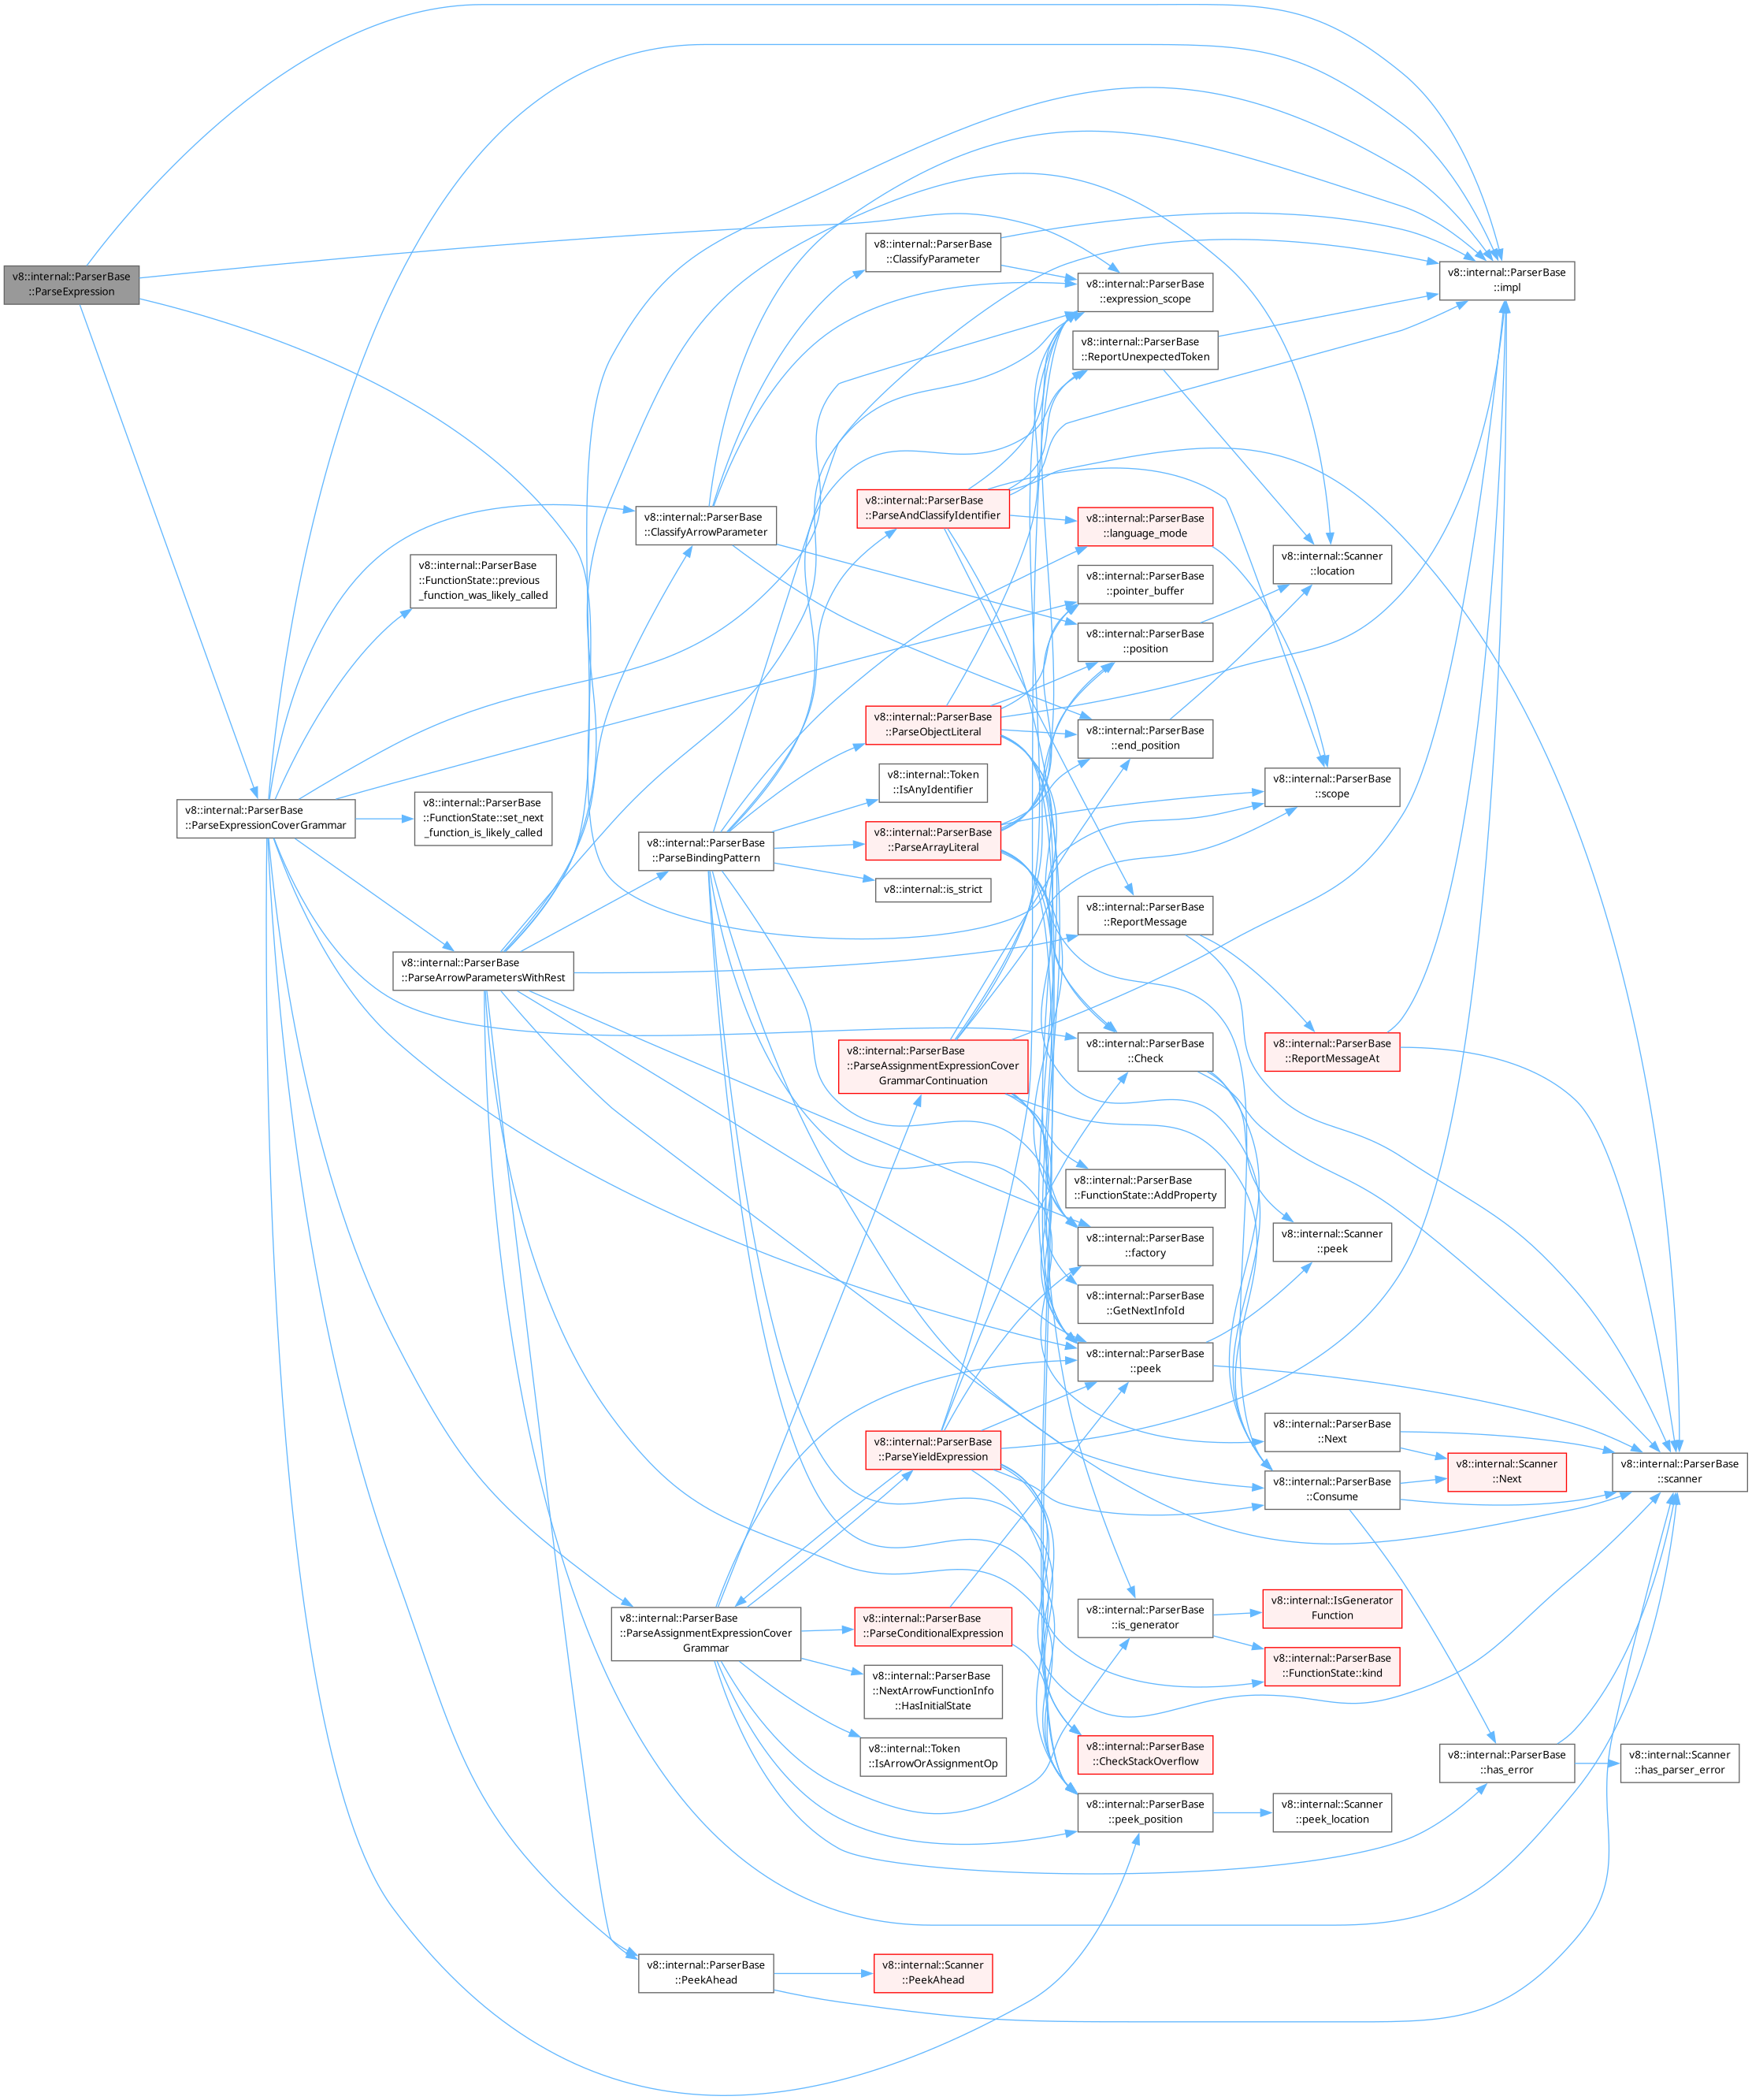 v8::internal::ParserBase
::ParseExpression
v8::internal::ParserBase
::ParseExpressionCoverGrammar
v8::internal::ParserBase
::FunctionState::previous
_function_was_likely_called
v8::internal::ParserBase
::FunctionState::set_next
_function_is_likely_called
v8::internal::ParserBase
::ParseArrowParametersWithRest
v8::internal::ParserBase
::ClassifyArrowParameter
v8::internal::ParserBase
::ParseBindingPattern
v8::internal::ParserBase
::ParseAssignmentExpressionCover
Grammar
v8::internal::ParserBase
::PeekAhead
v8::internal::ParserBase
::ClassifyParameter
v8::internal::ParserBase
::ParseAndClassifyIdentifier
v8::internal::ParserBase
::ParseObjectLiteral
v8::internal::Token
::IsAnyIdentifier
v8::internal::ParserBase
::ParseArrayLiteral
v8::internal::is_strict
v8::internal::ParserBase
::ParseAssignmentExpressionCover
GrammarContinuation
v8::internal::ParserBase
::ParseYieldExpression
v8::internal::ParserBase
::ParseConditionalExpression
v8::internal::ParserBase
::NextArrowFunctionInfo
::HasInitialState
v8::internal::Token
::IsArrowOrAssignmentOp
v8::internal::Scanner
::PeekAhead
v8::internal::ParserBase
::expression_scope
v8::internal::ParserBase
::ReportUnexpectedToken
v8::internal::ParserBase
::language_mode
v8::internal::ParserBase
::pointer_buffer
v8::internal::ParserBase
::position
v8::internal::ParserBase
::end_position
v8::internal::ParserBase
::ReportMessage
v8::internal::ParserBase
::Check
v8::internal::ParserBase
::FunctionState::AddProperty
v8::internal::ParserBase
::factory
v8::internal::ParserBase
::GetNextInfoId
v8::internal::ParserBase
::peek
v8::internal::ParserBase
::is_generator
v8::internal::ParserBase
::CheckStackOverflow
v8::internal::ParserBase
::peek_position
v8::internal::Scanner
::location
v8::internal::ParserBase
::scope
v8::internal::ParserBase
::ReportMessageAt
v8::internal::Scanner
::peek
v8::internal::ParserBase
::Next
v8::internal::ParserBase
::Consume
v8::internal::IsGenerator
Function
v8::internal::ParserBase
::FunctionState::kind
v8::internal::Scanner
::peek_location
v8::internal::ParserBase
::impl
v8::internal::Scanner
::Next
v8::internal::ParserBase
::has_error
v8::internal::ParserBase
::scanner
v8::internal::Scanner
::has_parser_error